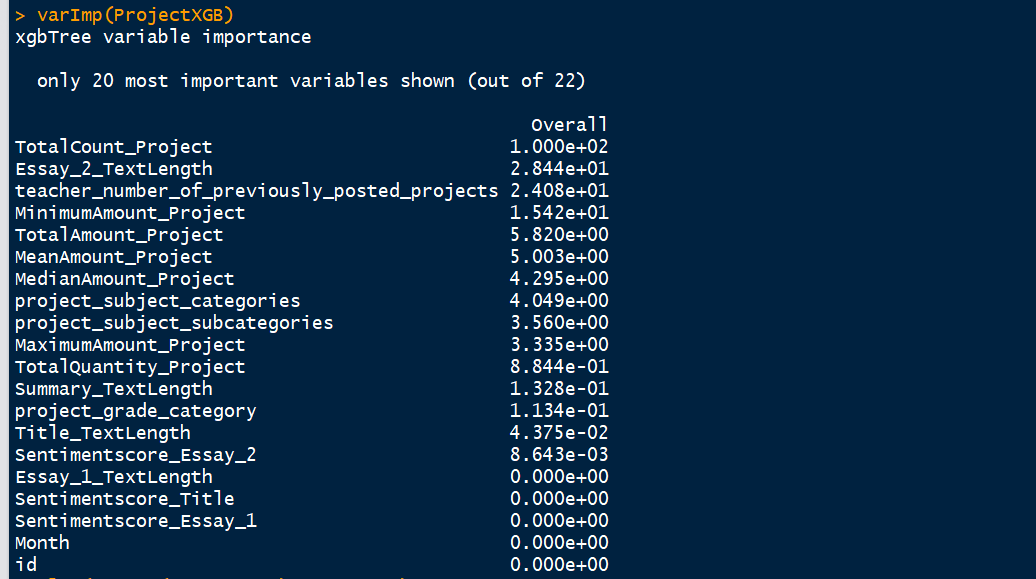 > varImp(ProjectXGB)
xgbTree variable importance
only 20 most important variables shown (out of 22)
Overall
TotalCount_Project 1.000e+02
Essay_2_TextLength 2.844e+01
teacher_number_of_previously_posted_projects 2.408e+01
MinimumAmount_Project 1.542e+01
TotalAmount_Project 5.820e+00
MeanAmount_Project 5.003e+00
MedianAmount_Project 4.295e+00
project_subject_categories 4.049e+00
project_subject_subcategories 3.560e+00
MaximumAmount_Project 3.335e+00
TotalQuantity_Project 8.844e-01
Summary_TextLength 1.328e-01
project_grade_category 1.134e-01
Title_TextLength 4.375e-02
Sentimentscore_Essay_2 8.643e-03
Essay_1_TextLength 0.000e+00
Sentimentscore_Title 0.000e+00
Sentimentscore_Essay_1 0.000e+00
Month 0.000e+00
id 0.000e+00